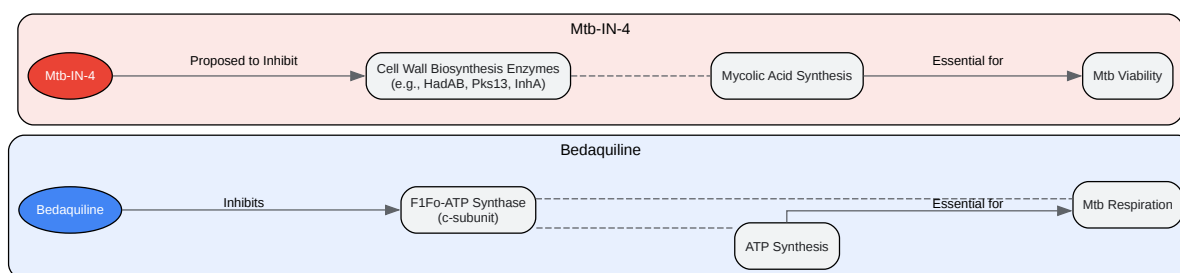 Mtb-IN-4
Mtb-IN-4
Proposed to Inhibit
Cell Wall Biosynthesis Enzymes
(e.g., HadAB, Pks13, InhA)
Mycolic Acid Synthesis
Essential for
Mtb Viability
Bedaquiline
Bedaquiline
Inhibits
F1Fo-ATP Synthase
(c-subunit)
ATP Synthesis
Essential for
Mtb Respiration